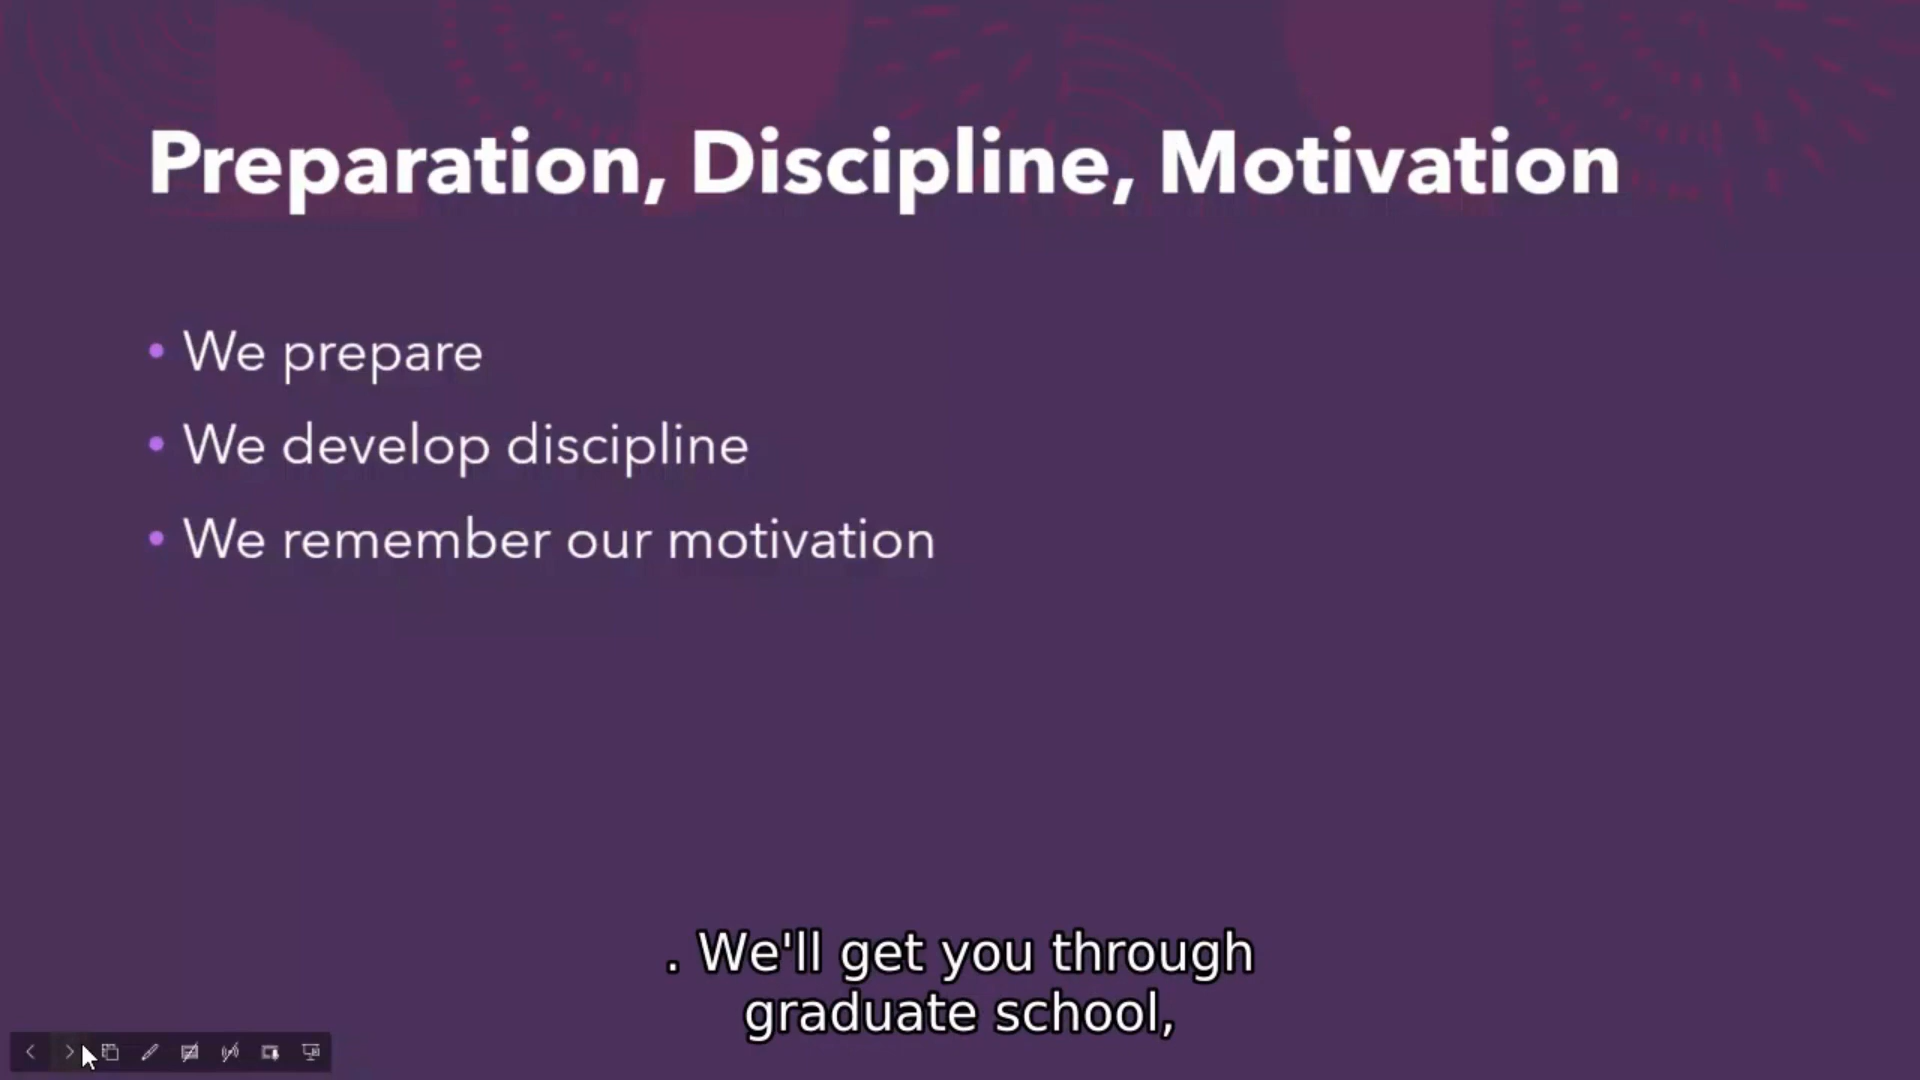 Preparation, Discipline, Motivation
• We prepare
• We develop discipline
• We remember our motivation
. We'll get you through
graduate school,